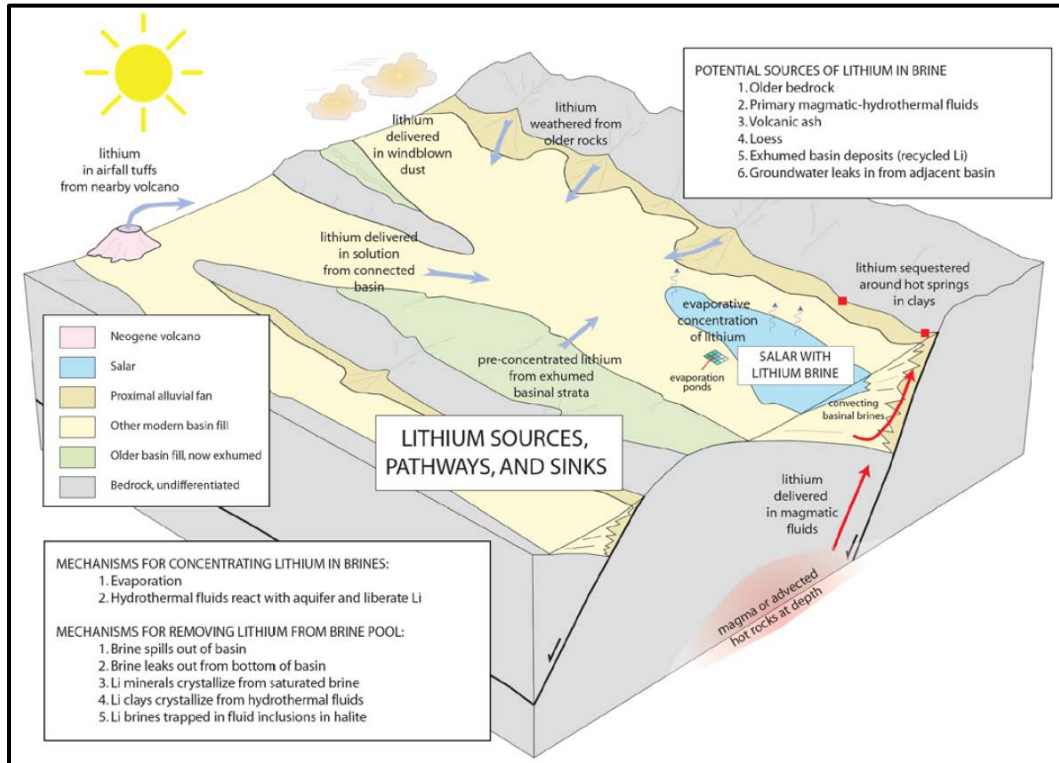 lithium
in airfall tuffs
from nearby volcano
lithium
delivered
in windblown
dust
lithium
weathered from
older rocks
POTENTIAL SOURCES OF LITHIUM IN BRINE
1. Older bedrock
2. Primary magmatic-hydrothermal fluids
3. Volcanic ash
4. Loess
5. Exhumed basin deposits (recycled Li)
6. Groundwater leaks in from adjacent basin
lithium delivered
in solution
from connected
basin
lithium sequestered
around hot springs
in clays
evaporative
concentration
of lithium
SALAR WITH
LITHIUM BRINE
evaporation
ponds
pre-concentrated lithium
from exhumed
basinal strata
convecting
basinal brines
Neogene volcano
Salar
Proximal alluvial fan
Other modern basin fill
Older basin fill, now exhumed
Bedrock, undifferentiated
LITHIUM SOURCES,
PATHWAYS, AND SINKS
lithium
delivered
in magmatic
fluids
magma or advected
hot rocks at depth
MECHANISMS FOR CONCENTRATING LITHIUM IN BRINES:
1. Evaporation
2. Hydrothermal fluids react with aquifer and liberate Li
MECHANISMS FOR REMOVING LITHIUM FROM BRINE POOL:
1. Brine spills out of basin
2. Brine leaks out from bottom of basin
3. Li minerals crystallize from saturated brine
4. Li clays crystallize from hydrothermal fluids
5. Li brines trapped in fluid inclusions in halite